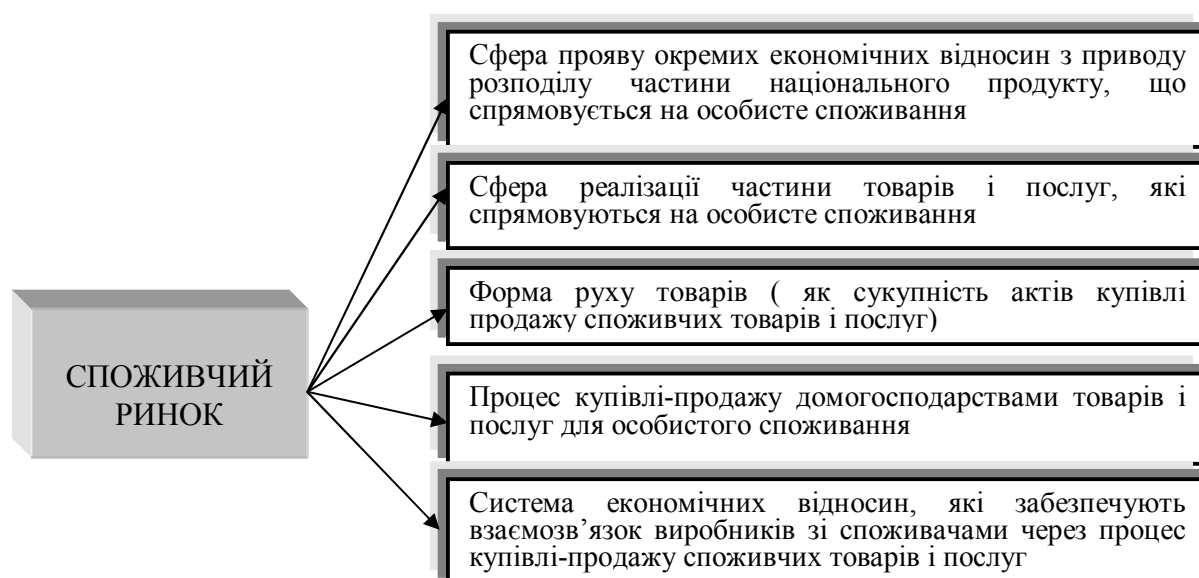 Сфера прояву окремих економічних відносин з приводу
розподілу частини національного продукту, що
спрямовується на особисте споживання
Сфера реалізації частини товарів і послуг, які
спрямовуються на особисте споживання
Форма руху товарів ( як сукупність актів купівлі
продажу споживчих товарів і послуг)
СПОЖИВЧИЙ
РИНОК
Процес купівлі-продажу домогосподарствами товарів і
послуг для особистого споживання
Система економічних відносин, які забезпечують
взаємозв’язок виробників зі споживачами через процес
купівлі-продажу споживчих товарів і послуг